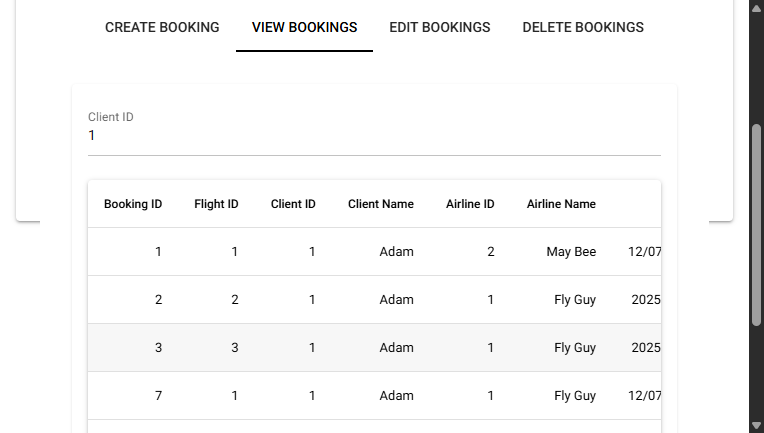 CREATE BOOKING VIEW BOOKINGS EDIT BOOKINGS DELETE BOOKINGS
Client ID
1
Booking ID Flight ID Client ID Client Name Airline ID Airline Name
1 1 1 Adam 2 May Bee 12/07
2 2 1 Adam 1 Fly Guy 2025
3 3 1 Adam 1 Fly Guy 2025
7 1 1 Adam 1 Fly Guy 12/07